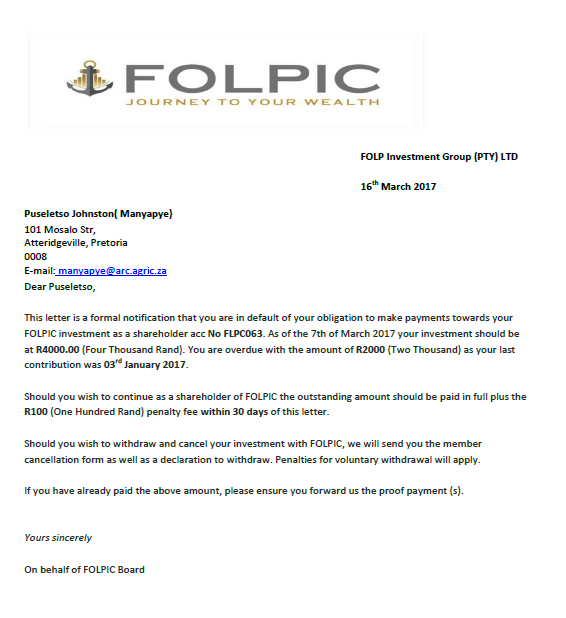 FOLPIC
JOURNEY TO YOUR WEALTH
FOLP Investment Group (PTY) LTD
16th March 2017
Puseletso Johnston( Manyapye)
101 Mosalo Str,
Atteridgeville, Pretoria
0008
E-mail: manyapye@arc.agric.za
Dear Puseletso,
This letter is a formal notification that you are in default of your obligation to make payments towards your
FOLPIC investment as a shareholder acc No FLPC063. As of the 7th of March 2017 your investment should be
at R4000.00 (Four Thousand Rand). You are overdue with the amount of R2000 (Two Thousand) as your last
contribution was 03rd January 2017.
Should you wish to continue as a shareholder of FOLPIC the outstanding amount should be paid in full plus the
R100 (One Hundred Rand) penalty fee within 30 days of this letter.
Should you wish to withdraw and cancel your investment with FOLPIC, we will send you the member
cancellation form as well as a declaration to withdraw. Penalties for voluntary withdrawal will apply.
If you have already paid the above amount, please ensure you forward us the proof payment (s).
Yours sincerely
On behalf of FOLPIC Board